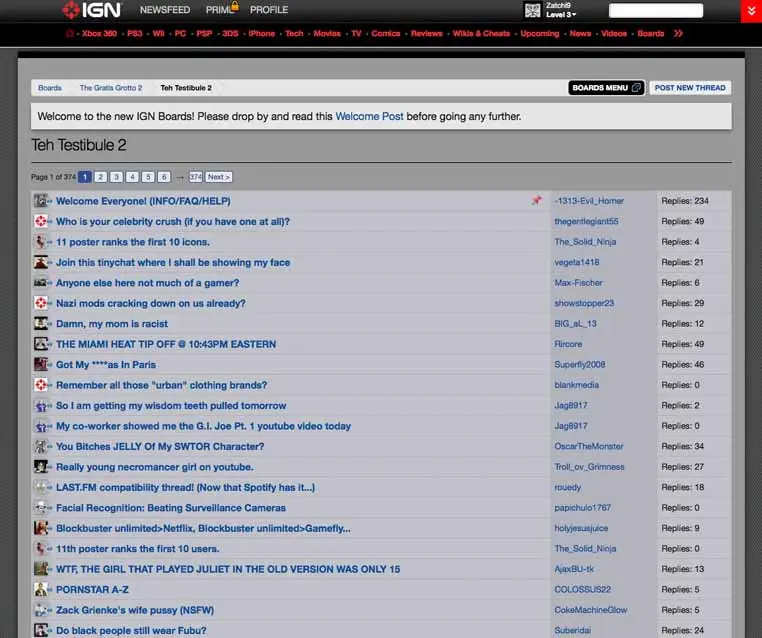 IGN NEWSFEED PRIME PROFILE Zatchi9
Level 3
Xbox 360 • PS3 • Wii • PC • PSP • 3DS • iPhone • Tech • Movies • TV • Comics • Reviews • Wikis & Cheats • Upcoming • News • Videos • Boards
Boards The Gratis Grotto 2 Teh Testibule 2 BOARDS MENU POST NEW THREAD
Welcome to the new IGN Boards! Please drop by and read this Welcome Post before going any further.
Teh Testibule 2
Page 1 of 374 1 2 3 4 5 6 → 374 Next >
Welcome Everyone! (INFO/FAQ/HELP) -1313-Evil_Homer Replies: 234
Who is your celebrity crush (if you have one at all)? thegentlegiant55 Replies: 49
11 poster ranks the first 10 icons. The_Solid_Ninja Replies: 4
Join this tinychat where I shall be showing my face vegeta1418 Replies: 21
Anyone else here not much of a gamer? Max-Fischer Replies: 6
Nazi mods cracking down on us already? showstopper23 Replies: 29
Damn, my mom is racist BIG_aL_13 Replies: 12
THE MIAMI HEAT TIP OFF @ 10:43PM EASTERN Rircore Replies: 49
Got My ****as In Paris Superfly2008 Replies: 46
Remember all those "urban" clothing brands? blankmedia Replies: 0
So I am getting my wisdom teeth pulled tomorrow Jag8917 Replies: 2
My co-worker showed me the G.I. Joe Pt. 1 youtube video today Jag8917 Replies: 0
You Bitches JELLY Of My SWTOR Character? OscarTheMonster Replies: 34
Really young necromancer girl on youtube. Troll_ov_Grimness Replies: 27
LAST.FM compatibility thread! (Now that Spotify has it...) rouedy Replies: 18
Facial Recognition: Beating Surveillance Cameras papichulo1767 Replies: 0
Blockbuster unlimited>Netflix, Blockbuster unlimited>Gamefly... holyjesusjuice Replies: 9
11th poster ranks the first 10 users. The_Solid_Ninja Replies: 0
WTF, THE GIRL THAT PLAYED JULIET IN THE OLD VERSION WAS ONLY 15 AjaxBU-tk Replies: 13
PORNSTAR A-Z COLOSSUS22 Replies: 5
Zack Grienke's wife pussy (NSFW) CokeMachineGlow Replies: 5
Do black people still wear Fubu? Suberidai Replies: 24